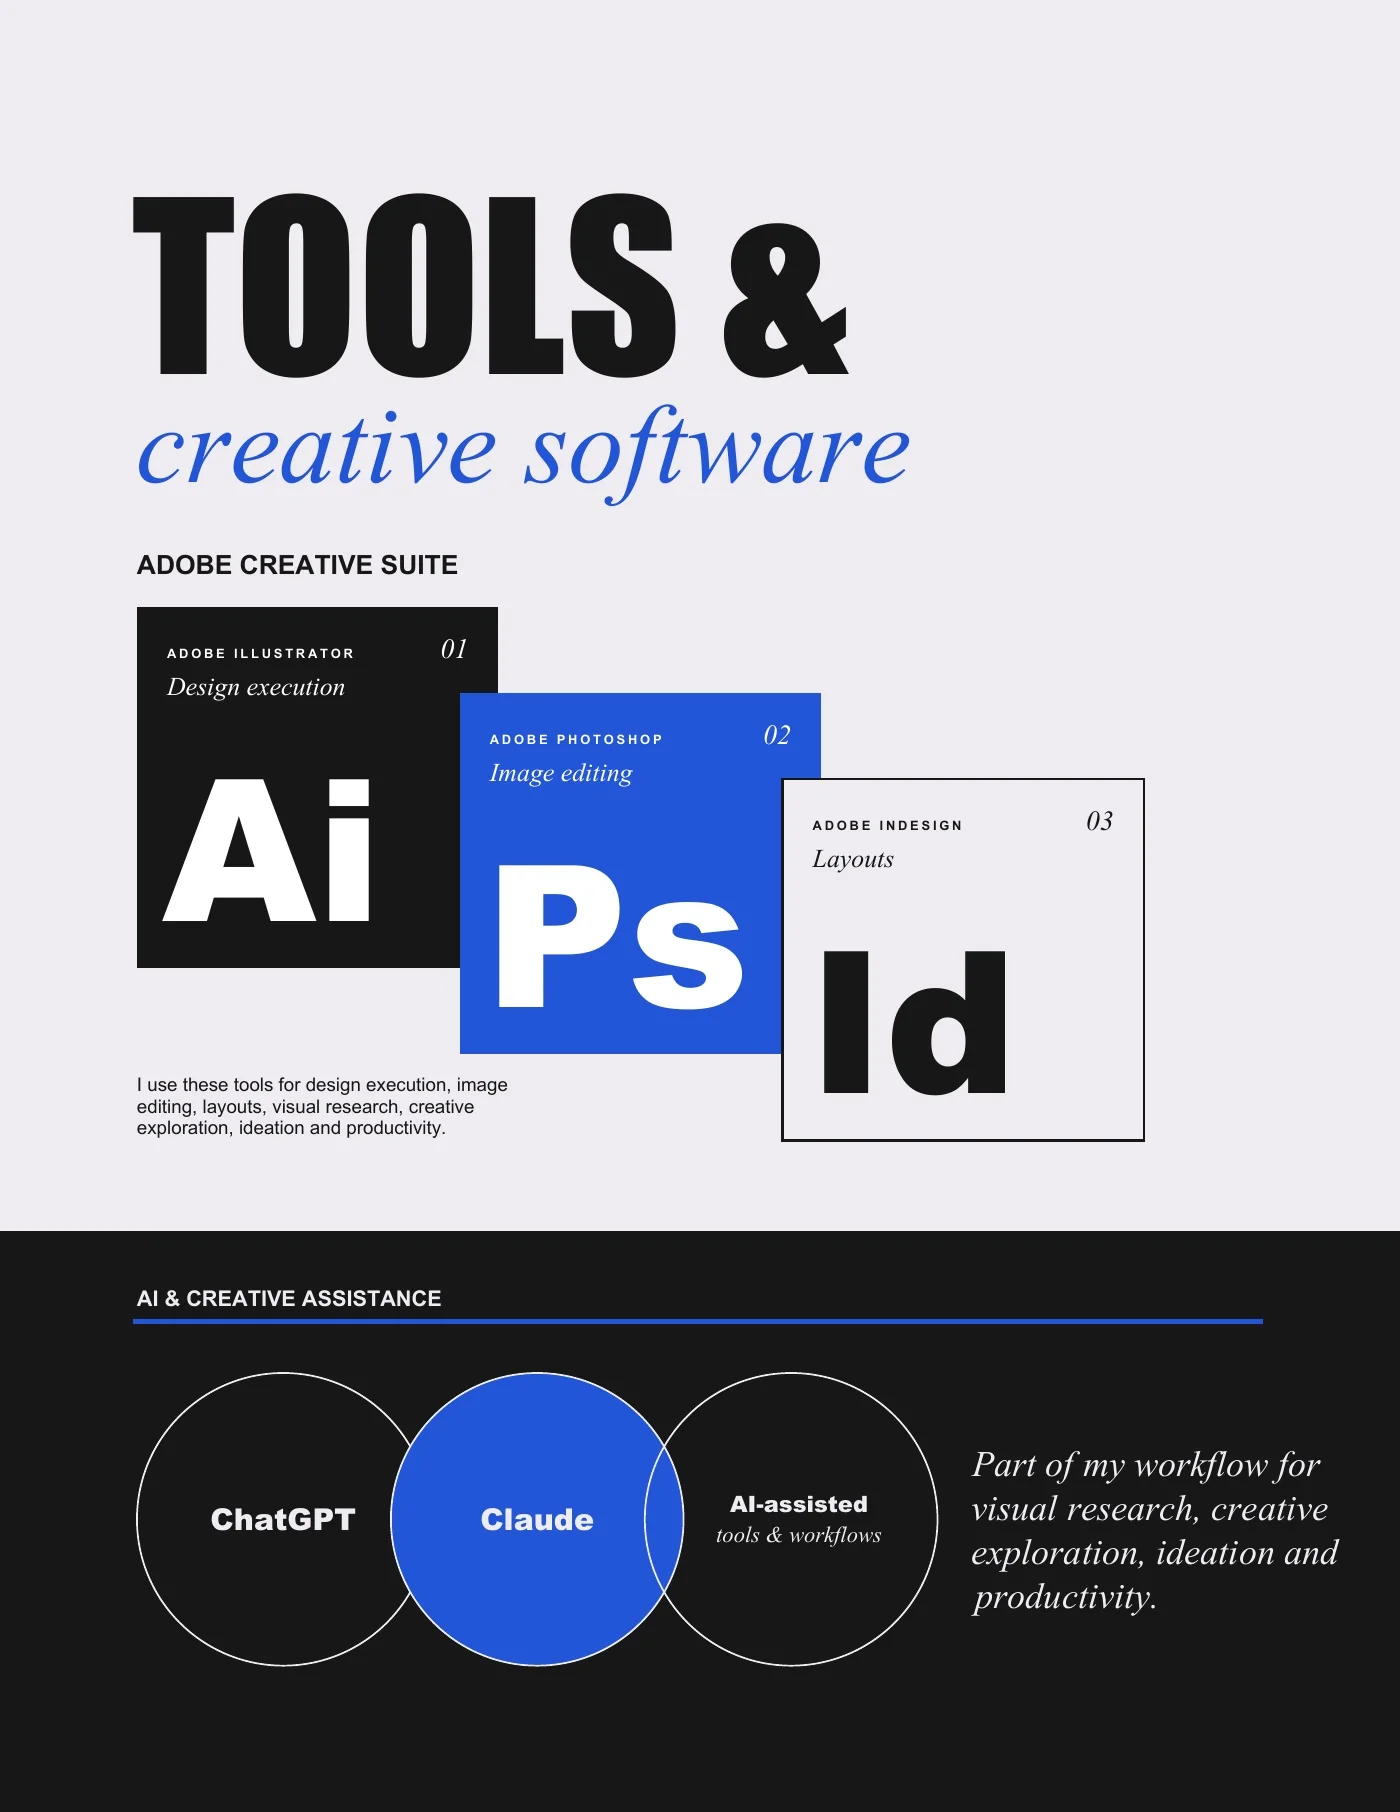 TOOLS &
creative software
ADOBE CREATIVE SUITE
ADOBE ILLUSTRATOR 01
Design execution
Ai
ADOBE PHOTOSHOP 02
Image editing
Ps
ADOBE INDESIGN 03
Layouts
Id
I use these tools for design execution, image
editing, layouts, visual research, creative
exploration, ideation and productivity.
AI & CREATIVE ASSISTANCE
ChatGPT
Claude
AI-assisted
tools & workflows
Part of my workflow for
visual research, creative
exploration, ideation and
productivity.